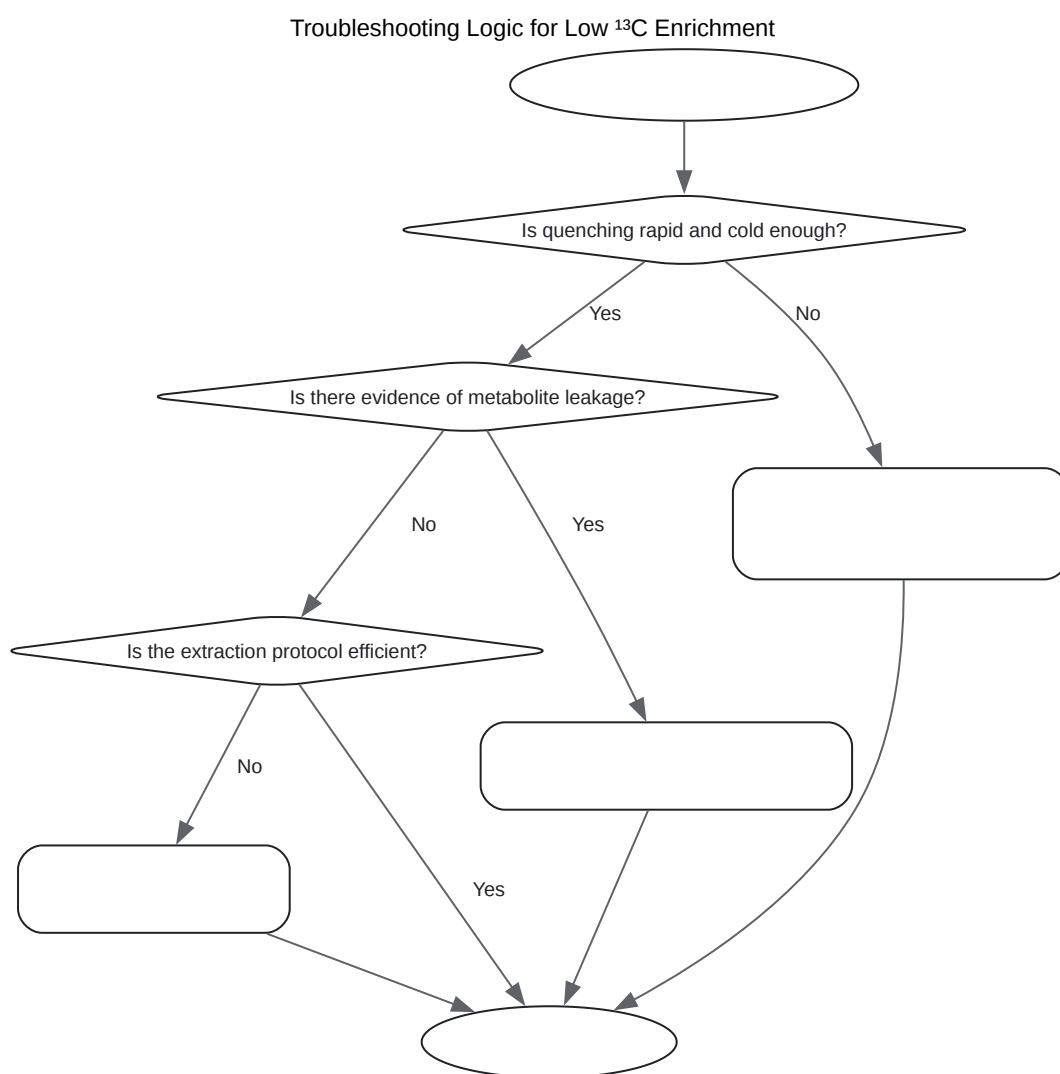 Troubleshooting Logic for Low ¹³C Enrichment
Is quenching rapid and cold enough?
Yes
No
Is there evidence of metabolite leakage?
No
Yes
Is the extraction protocol efficient?
No
Yes